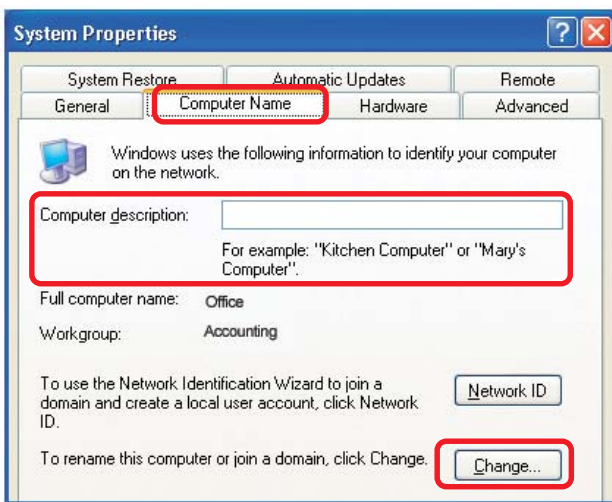 System Properties
?
System Restore Automatic Updates Remote
General Computer Name Hardware Advanced
Windows uses the following information to identify your computer
on the network.
Computer description:
For example: "Kitchen Computer" or "Mary's
Computer".
Full computer name: Office
Workgroup: Accounting
To use the Network Identification Wizard to join a
domain and create a local user account, click Network
ID.
Network ID
To rename this computer or join a domain, click Change.
Change...